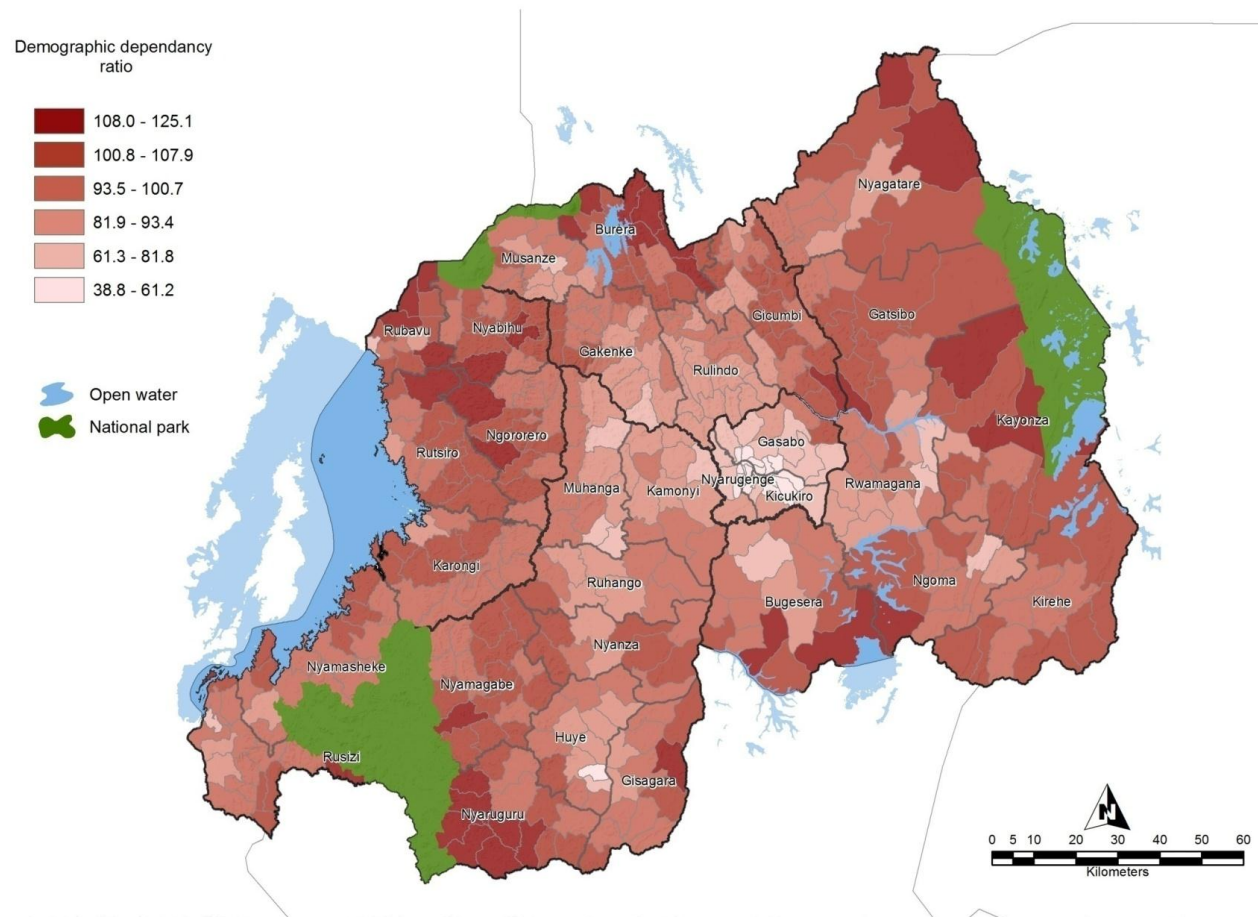 Demographic dependancy
ratio
108.0 - 125.1
100.8 - 107.9
93.5 - 100.7
81.9 - 93.4
61.3 - 81.8
38.8 - 61.2
Open water
National park
Nyagatare
Burera
Musanze
Rubavu
Nyabihu
Gicumbi
Gatsibo
Gakenke
Rulindo
Kayonza
Rutsiro
Ngororero
Gasabo
Muhanga
Kamonyi
Nyarugenge
Kicukiro
Rwamagana
Karongi
Ruhango
Bugesera
Ngoma
Kirehe
Nyanza
Nyamasheke
Nyamagabe
Huye
Rusizi
Gisagara
Nyaruguru
N
0 5 10 20 30 40 50 60
Kilometers